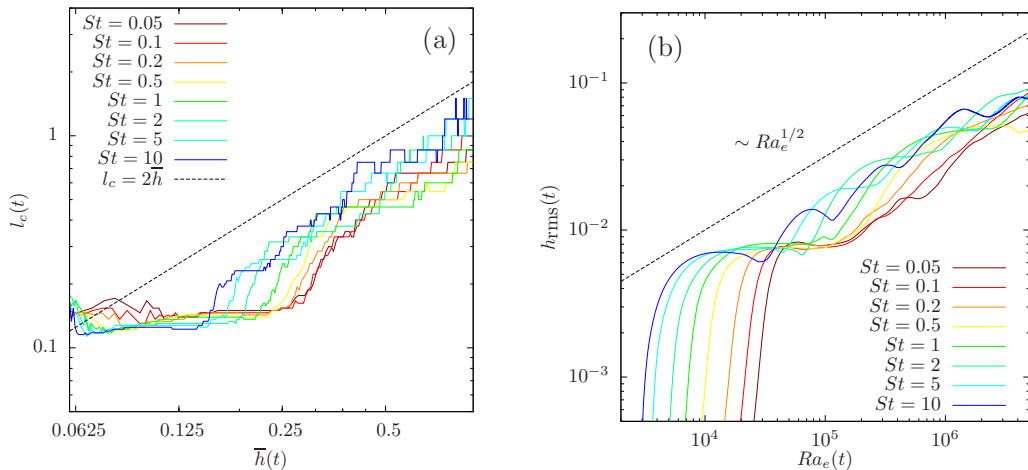 (a)
St = 0.05
St = 0.1
St = 0.2
St = 0.5
St = 1
St = 2
St = 5
St = 10
l_c = 2h̅
1
0.1
l_c(t)
0.0625 0.125 0.25 0.5
h̅(t)
(b)
∼ Ra_e^{1/2}
10^{−1}
10^{−2}
10^{−3}
h_rms(t)
St = 0.05
St = 0.1
St = 0.2
St = 0.5
St = 1
St = 2
St = 5
St = 10
10^4 10^5 10^6
Ra_e(t)